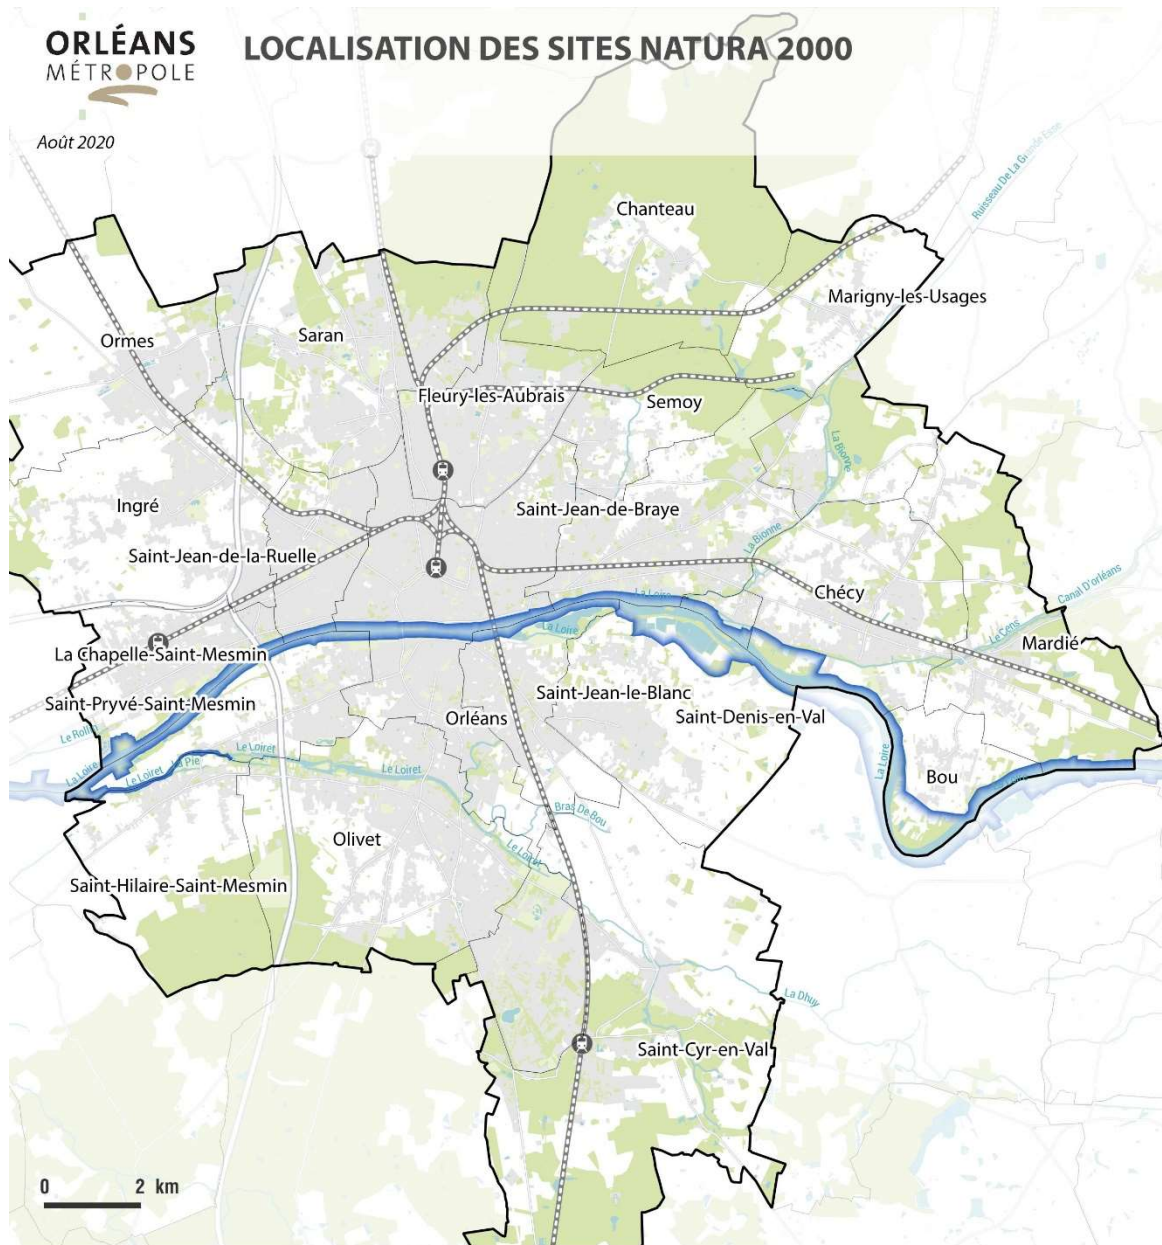 ORLÉANS
MÉTROPOLE
LOCALISATION DES SITES NATURA 2000
Août 2020
Ruisseau De La Grande Esse
Chanteau
Marigny-les-Usages
Saran
Ormes
Fleury-les-Aubrais
Semoy
La Bionne
Ingré
Saint-Jean-de-Braye
Saint-Jean-de-la-Ruelle
La Bionne
Chécy
Canal D'orléans
La Loire
La Loire
Le Cens
Mardié
La Chapelle-Saint-Mesmin
Saint-Pryvé-Saint-Mesmin
Saint-Jean-le-Blanc
Orléans
Saint-Denis-en-Val
La Loire
Le Loiret
La Pie
Le Loiret
Le Loiret
La Loire
Bou
Bras De Bou
Olivet
Le Loiret
Saint-Hilaire-Saint-Mesmin
La Dhuy
Saint-Cyr-en-Val
0 2 km